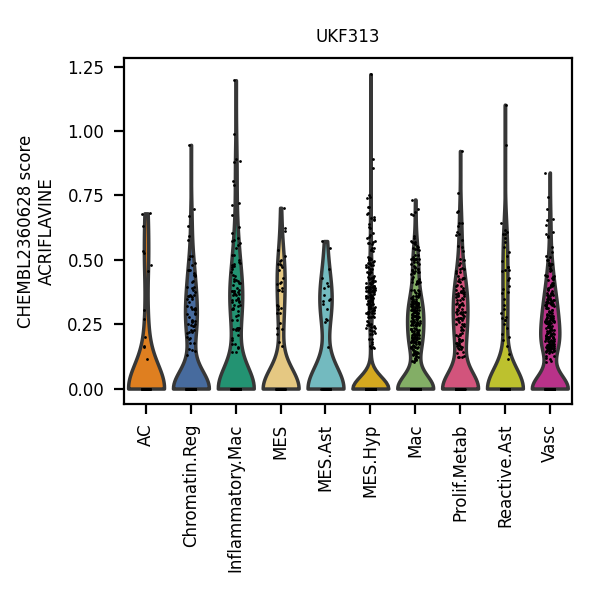 UKF313
CHEMBL2360628 score
ACRIFLAVINE
1.25
1.00
0.75
0.50
0.25
0.00
AC
Chromatin.Reg
Inflammatory.Mac
MES
MES.Ast
MES.Hyp
Mac
Prolif.Metab
Reactive.Ast
Vasc